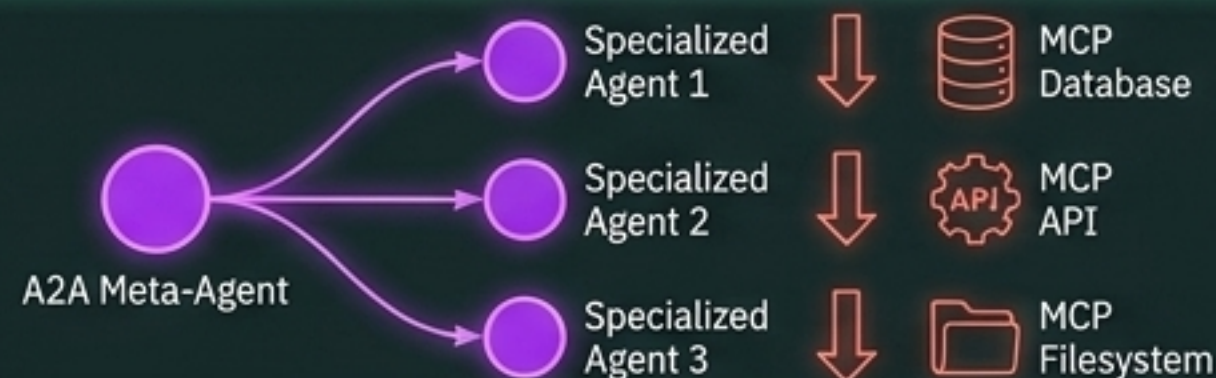 Specialized
Agent 1
MCP
Database
A2A Meta-Agent
Specialized
Agent 2
API
MCP
API
Specialized
Agent 3
MCP
Filesystem